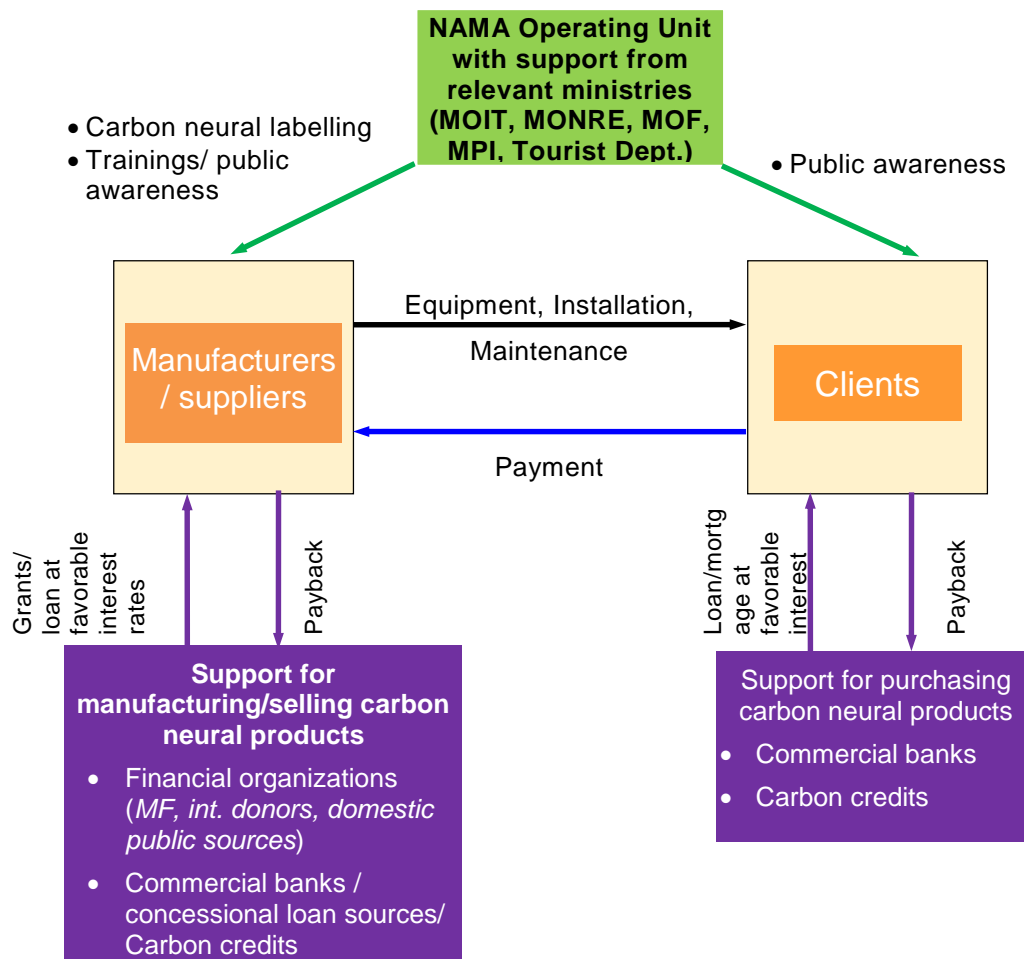 NAMA Operating Unit
with support from
relevant ministries
(MOIT, MONRE, MOF,
MPI, Tourist Dept.)
• Carbon neural labelling
• Trainings/ public
awareness
• Public awareness
Equipment, Installation,
Maintenance
Manufacturers
/ suppliers
Clients
Payment
Grants/
loan at
favorable
interest
rates
Payback
Loan/mortg
age at
favorable
interest
Payback
Support for
manufacturing/selling carbon
neural products
• Financial organizations
(MF, int. donors, domestic
public sources)
• Commercial banks /
concessional loan sources/
Carbon credits
Support for purchasing
carbon neural products
• Commercial banks
• Carbon credits